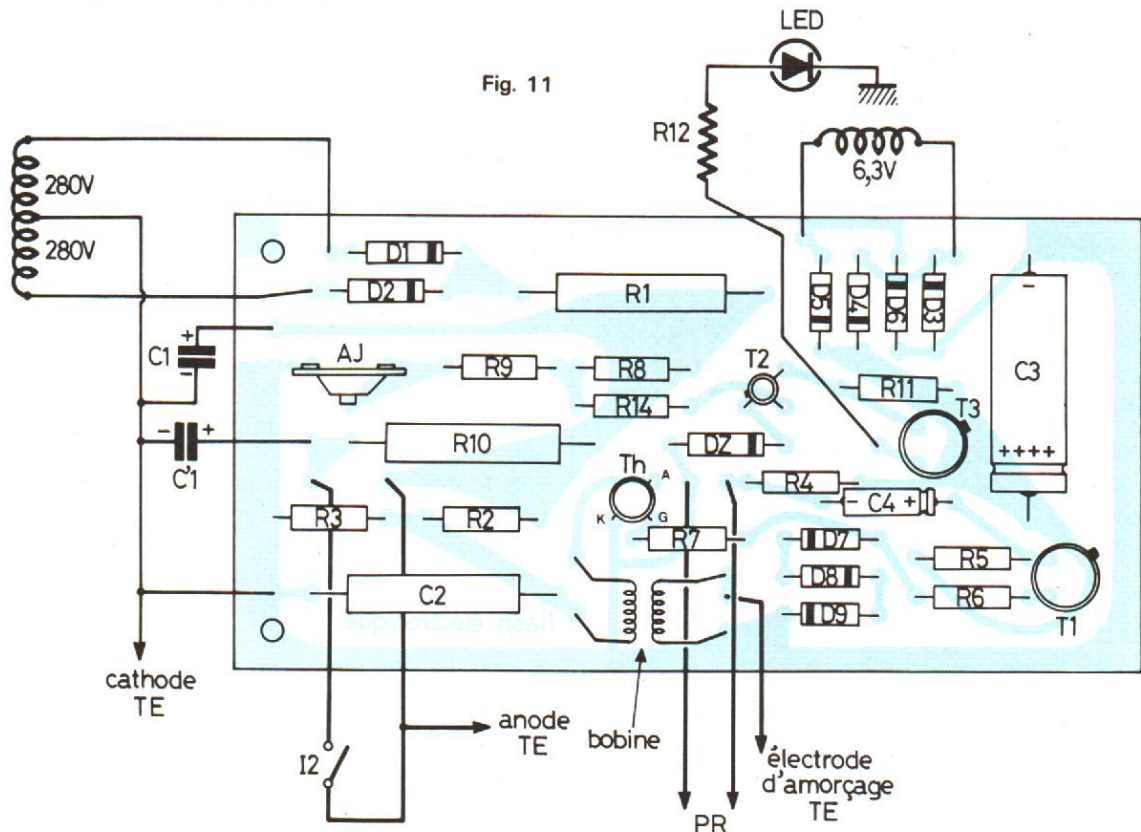 LED
Fig. 11
R12
6,3V
280V
280V
D1
D2
R1
D5
D4
D6
D3
-
C3
++++
C1
+
-
AJ
R9
R8
R14
T2
R11
T3
- +
C'1
R10
DZ
Th
A
K
G
R4
- C4 +
R3
R2
R7
D7
D8
D9
R5
R6
T1
C2
flash électronique
cathode
TE
anode
TE
bobine
I2
électrode
d'amorçage
TE
PR